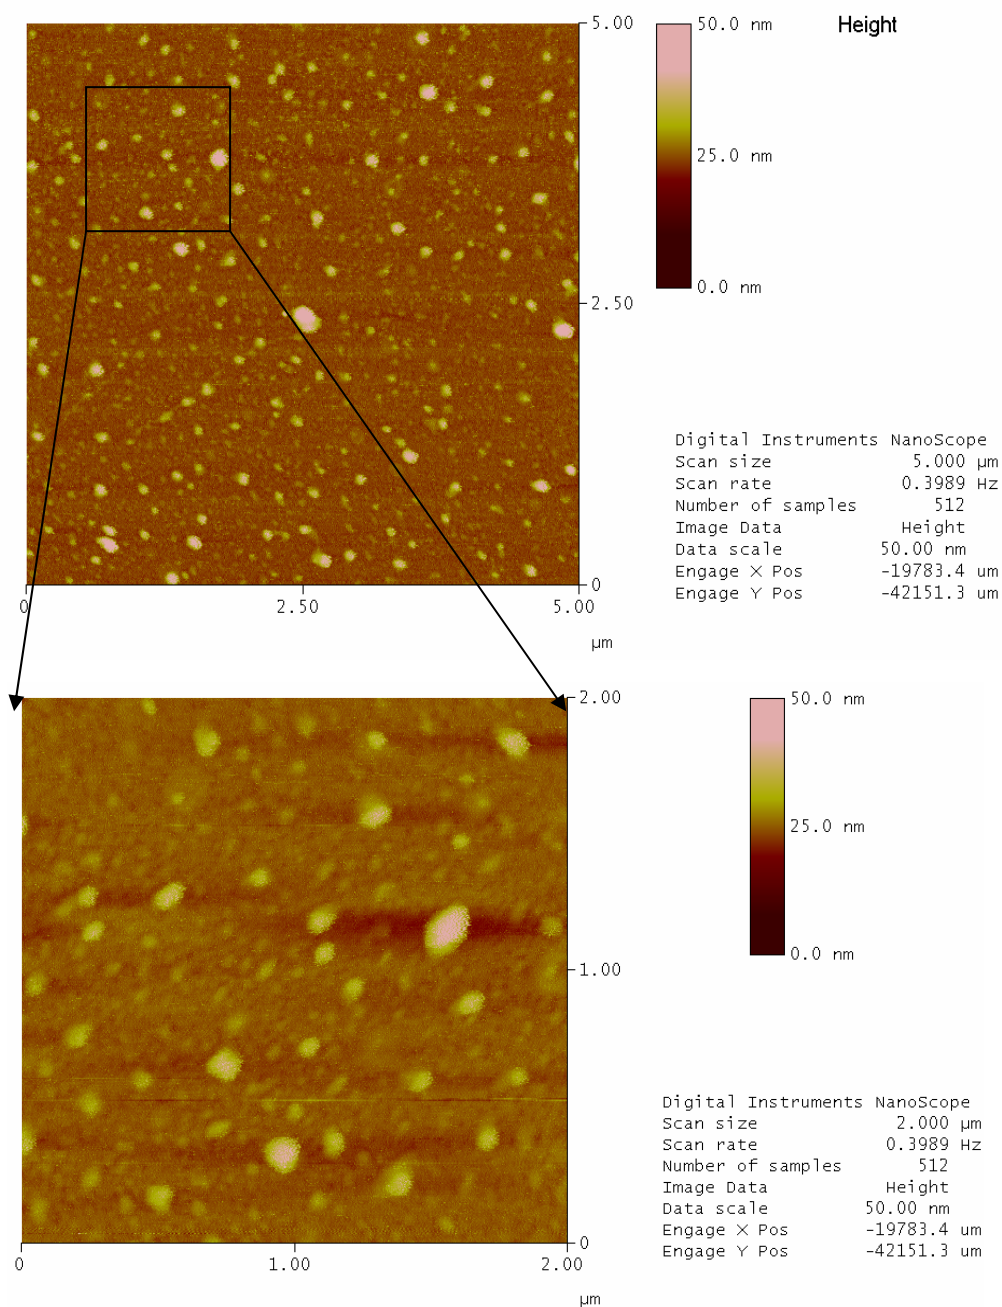 Height
5.00
50.0 nm
25.0 nm
0.0 nm
2.50
0
0 2.50 5.00
µm
Digital Instruments NanoScope
Scan size 5.000 µm
Scan rate 0.3989 Hz
Number of samples 512
Image Data Height
Data scale 50.00 nm
Engage X Pos -19783.4 um
Engage Y Pos -42151.3 um
2.00
50.0 nm
25.0 nm
0.0 nm
1.00
0
0 1.00 2.00
µm
Digital Instruments NanoScope
Scan size 2.000 µm
Scan rate 0.3989 Hz
Number of samples 512
Image Data Height
Data scale 50.00 nm
Engage X Pos -19783.4 um
Engage Y Pos -42151.3 um